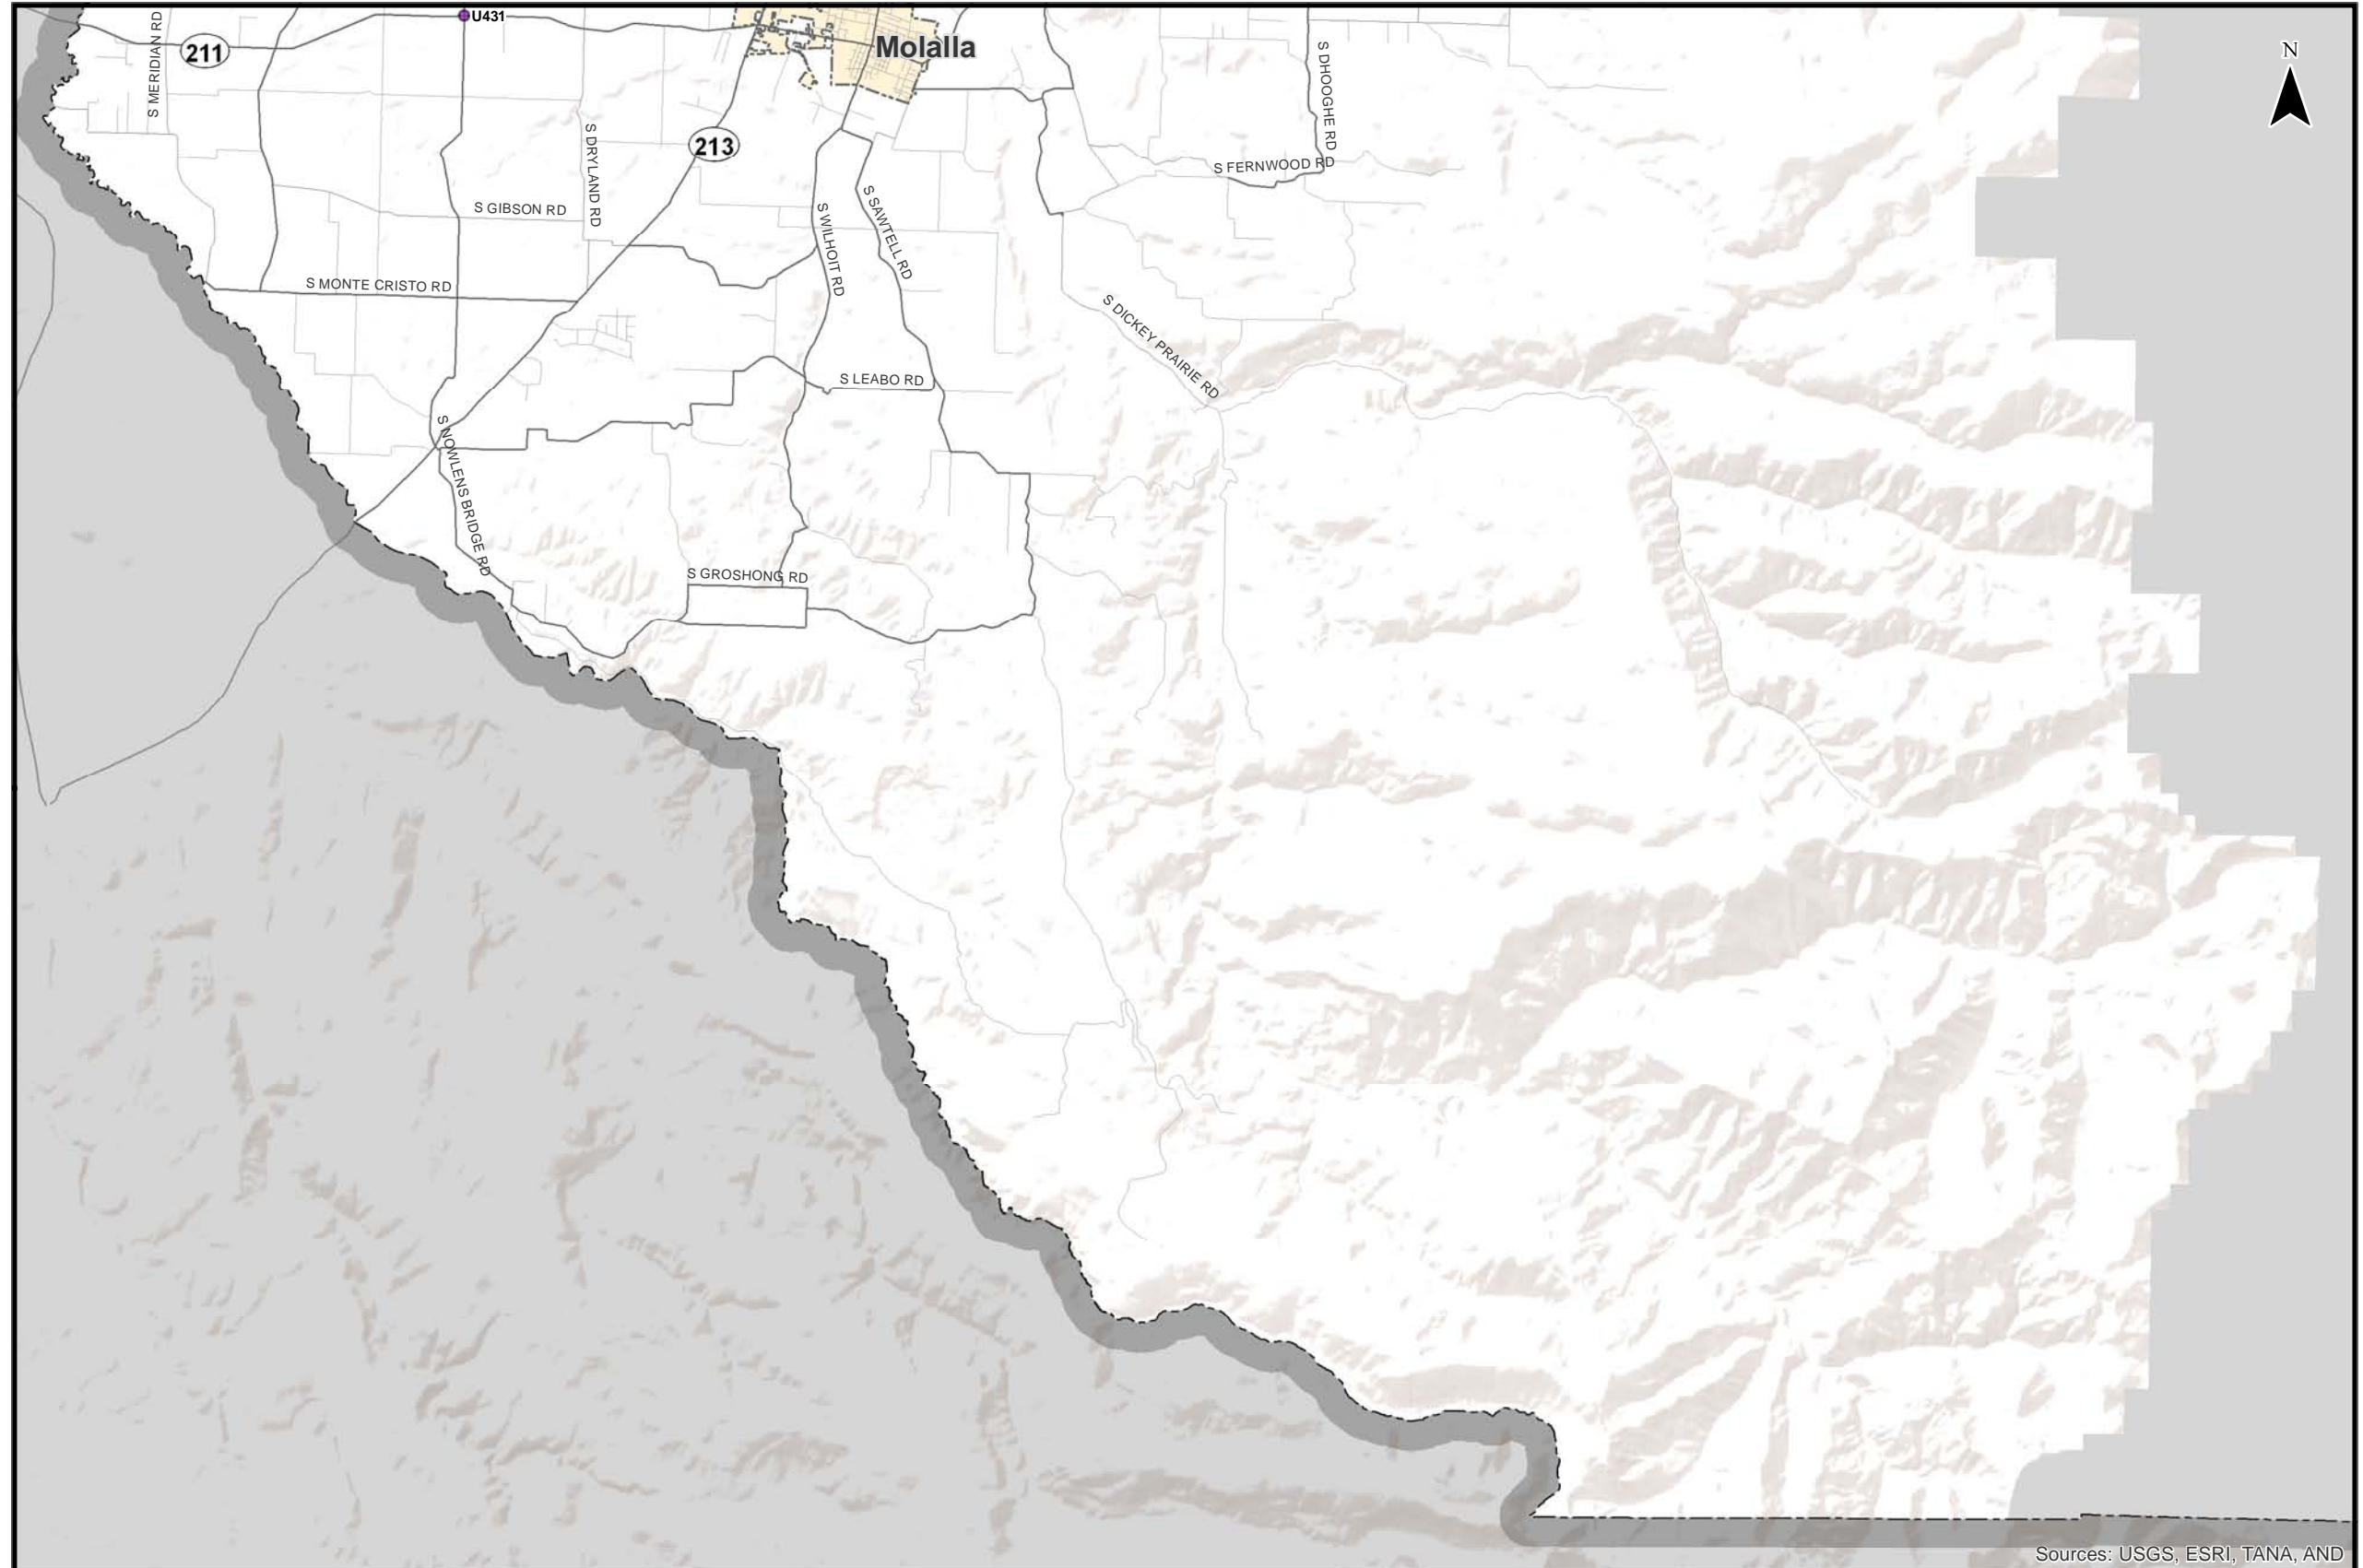 U431
S MERIDIAN RD
211
Molalla
N
S DHOOGHE RD
S DRYLAND RD
213
S FERNWOOD RD
S GIBSON RD
S WILHOIT RD
S SAWTELL RD
S MONTE CRISTO RD
S DICKEY PRAIRIE RD
S LEABO RD
S NOWLENS BRIDGE RD
S GROSHONG RD
Sources: USGS, ESRI, TANA, AND